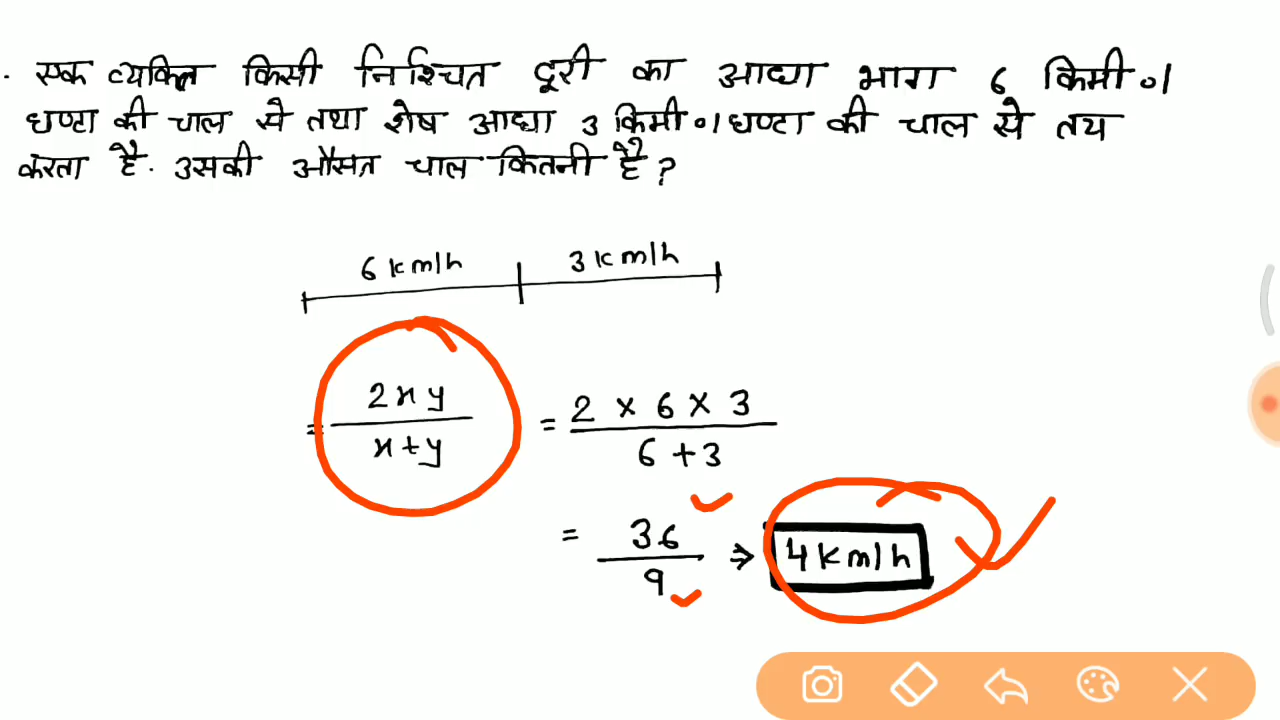 . एक व्यक्ति किसी निश्चित दूरी का आधा भाग 6 किमी०/
घण्टा की चाल से तथा शेष आधा 3 किमी०/घण्टा की चाल से तय
करता है. उसकी औसत चाल कितनी है?
6 km/h 3 km/h
= 2xy / x+y = 2 × 6 × 3 / 6 + 3
= 36 / 9 ⇒ 4 km/h